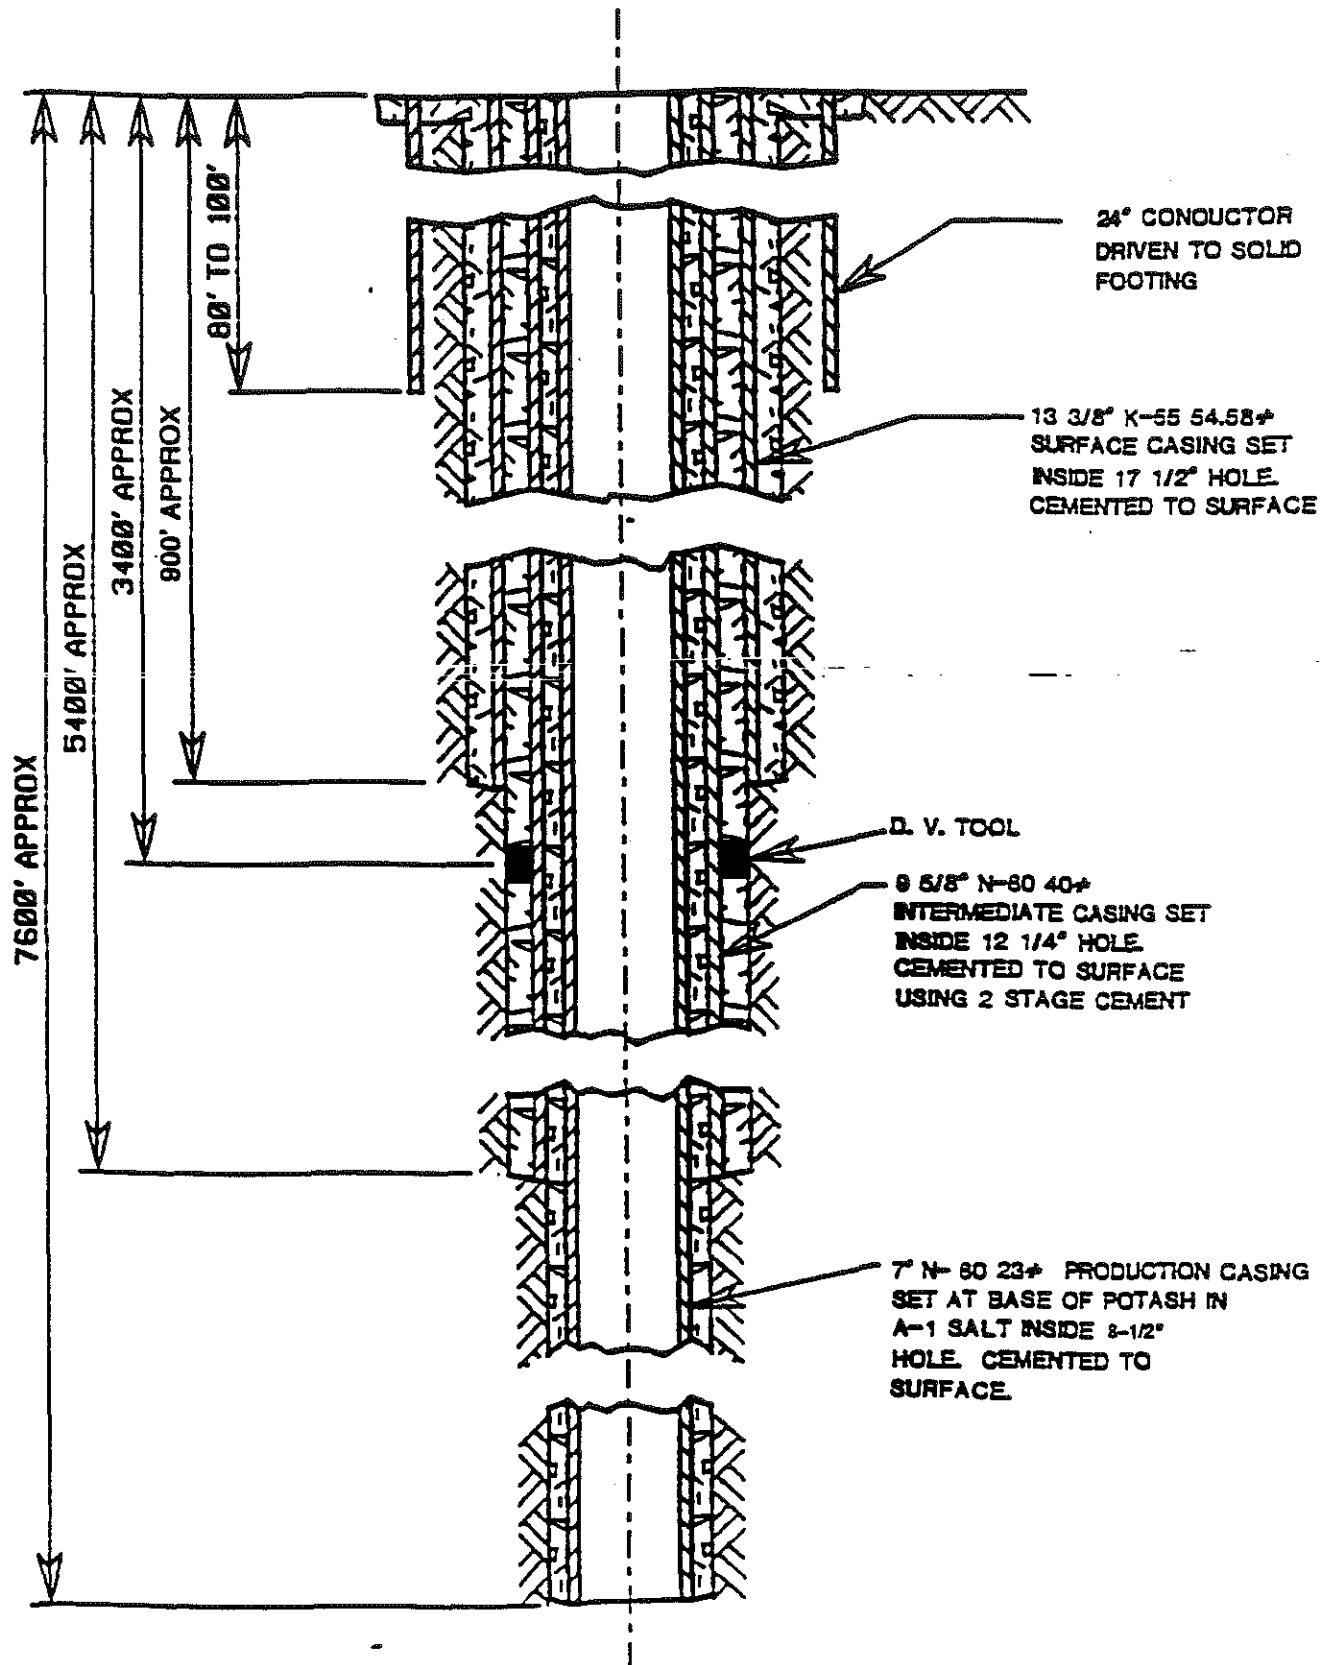 7600' APPROX
5400' APPROX
3400' APPROX
900' APPROX
80' TO 100'
24" CONDUCTOR
DRIVEN TO SOLID
FOOTING
13 3/8" K-55 54.58#
SURFACE CASING SET
INSIDE 17 1/2" HOLE.
CEMENTED TO SURFACE
D. V. TOOL
9 5/8" N-80 40#
INTERMEDIATE CASING SET
INSIDE 12 1/4" HOLE.
CEMENTED TO SURFACE
USING 2 STAGE CEMENT
7" N-80 23# PRODUCTION CASING
SET AT BASE OF POTASH IN
A-1 SALT INSIDE 8-1/2"
HOLE. CEMENTED TO
SURFACE.